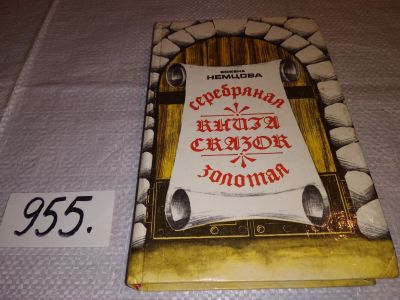 БОЖЕНА
НЕМЦОВА
серебряная
КНИГА
СКАЗОК
золотая
955.